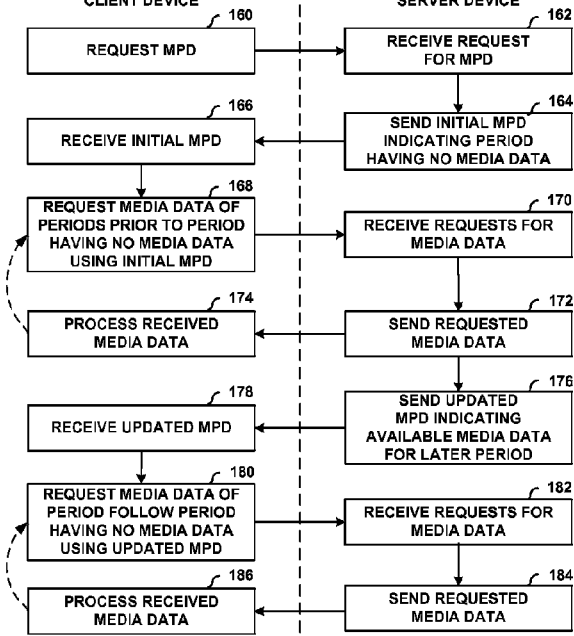 CLIENT DEVICE
SERVER DEVICE
160
REQUEST MPD
162
RECEIVE REQUEST
FOR MPD
164
SEND INITIAL MPD
INDICATING PERIOD
HAVING NO MEDIA DATA
166
RECEIVE INITIAL MPD
168
REQUEST MEDIA DATA OF
PERIODS PRIOR TO PERIOD
HAVING NO MEDIA DATA
USING INITIAL MPD
170
RECEIVE REQUESTS FOR
MEDIA DATA
172
SEND REQUESTED
MEDIA DATA
174
PROCESS RECEIVED
MEDIA DATA
176
SEND UPDATED
MPD INDICATING
AVAILABLE MEDIA DATA
FOR LATER PERIOD
178
RECEIVE UPDATED MPD
180
REQUEST MEDIA DATA OF
PERIOD FOLLOW PERIOD
HAVING NO MEDIA DATA
USING UPDATED MPD
182
RECEIVE REQUESTS FOR
MEDIA DATA
184
SEND REQUESTED
MEDIA DATA
186
PROCESS RECEIVED
MEDIA DATA